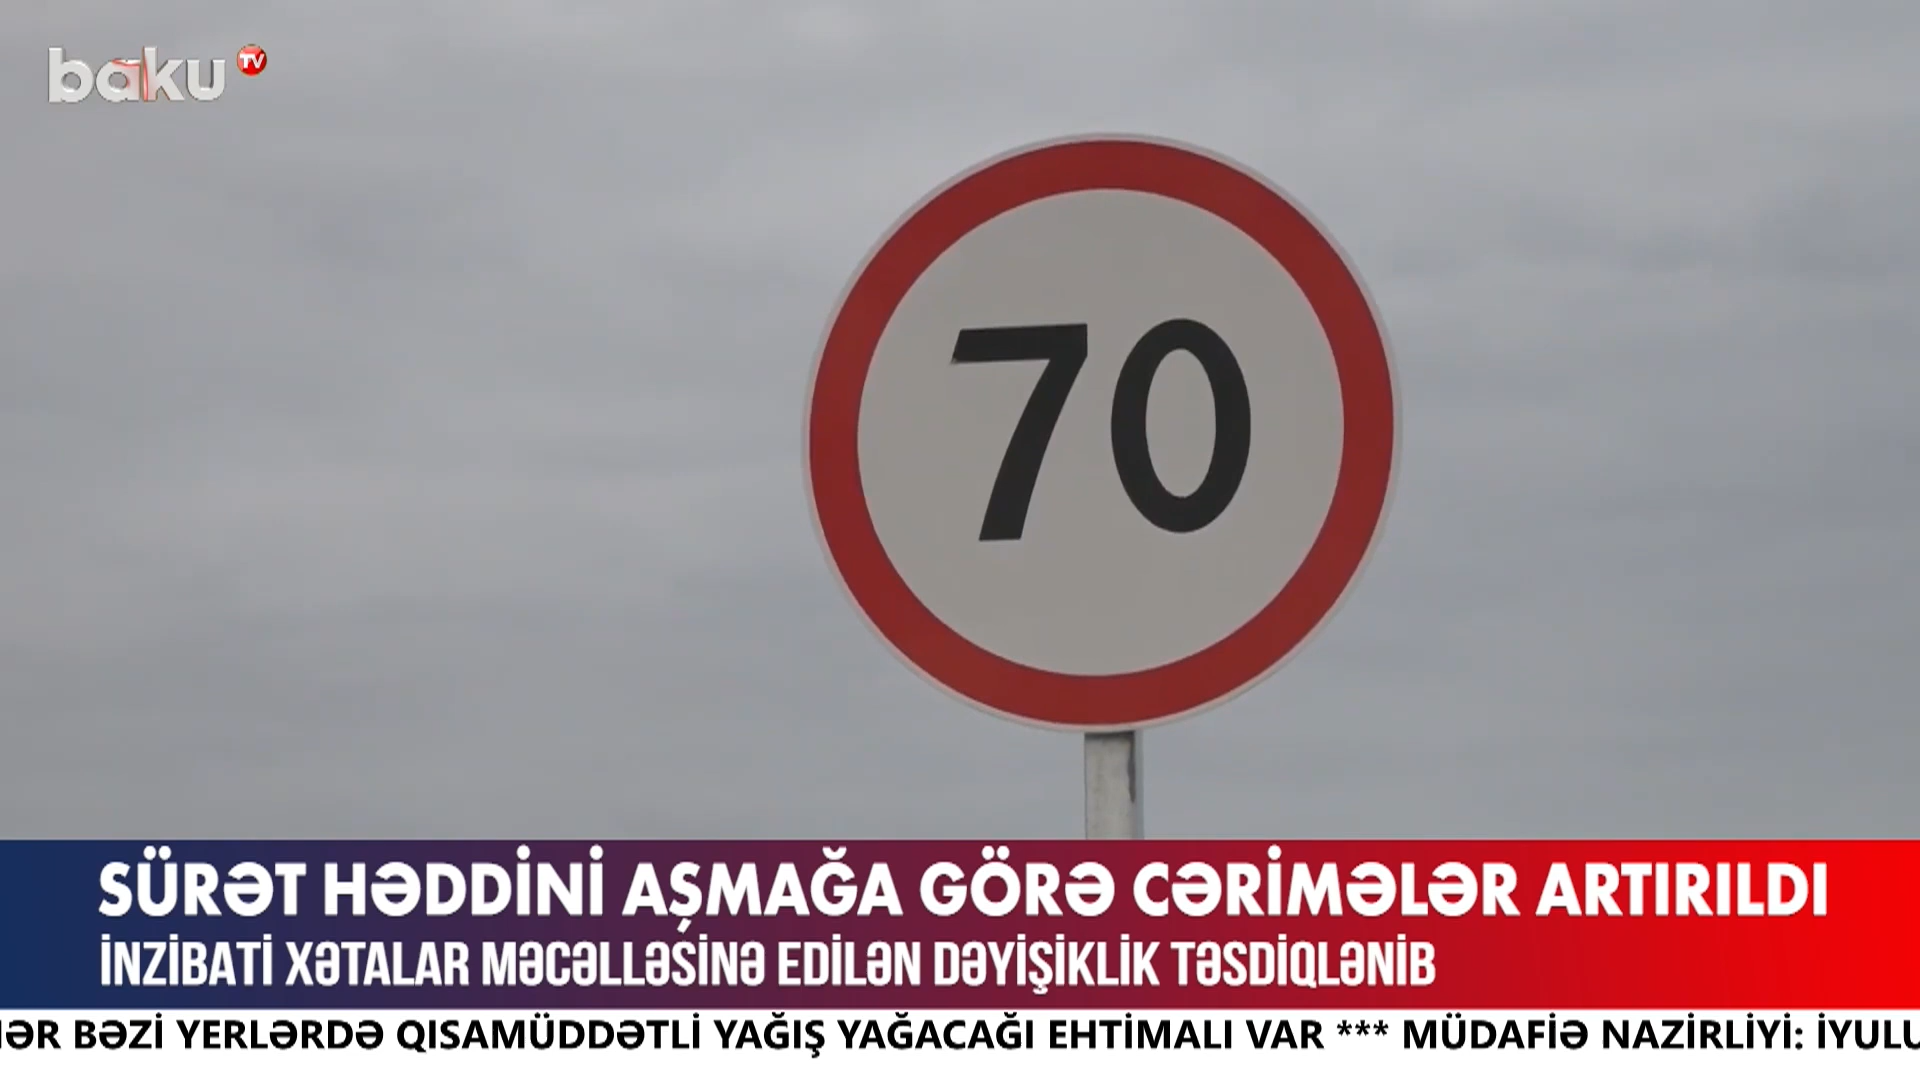 baku TV
70
SÜRƏT HƏDDİNİ AŞMAĞA GÖRƏ CƏRİMƏLƏR ARTIRILDI
İNZİBATİ XƏTALAR MƏCƏLLƏSİNƏ EDİLƏN DƏYİŞİKLİK TƏSDİQLƏNİB
BƏZİ YERLƏRDƏ QISAMÜDDƏTLİ YAĞIŞ YAĞACAĞI EHTİMALI VAR *** MÜDAFİƏ NAZİRLİYİ: